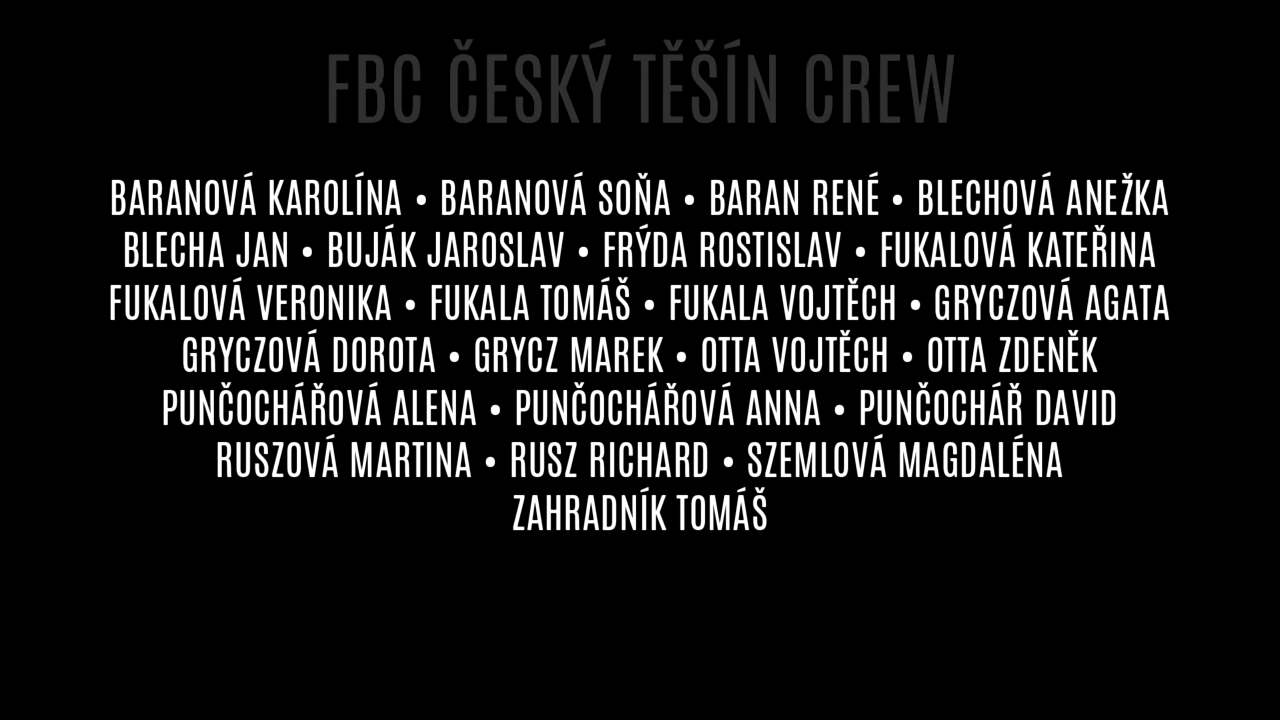 FBC ČESKÝ TĚŠÍN CREW
BARANOVÁ KAROLÍNA • BARANOVÁ SOŇA • BARAN RENÉ • BLECHOVÁ ANEŽKA
BLECHA JAN • BUJÁK JAROSLAV • FRÝDA ROSTISLAV • FUKALOVÁ KATEŘINA
FUKALOVÁ VERONIKA • FUKALA TOMÁŠ • FUKALA VOJTĚCH • GRYCZOVÁ AGATA
GRYCZOVÁ DOROTA • GRYCZ MAREK • OTTA VOJTĚCH • OTTA ZDENĚK
PUNČOCHÁŘOVÁ ALENA • PUNČOCHÁŘOVÁ ANNA • PUNČOCHÁŘ DAVID
RUSZOVÁ MARTINA • RUSZ RICHARD • SZEMLOVÁ MAGDALÉNA
ZAHRADNÍK TOMÁŠ